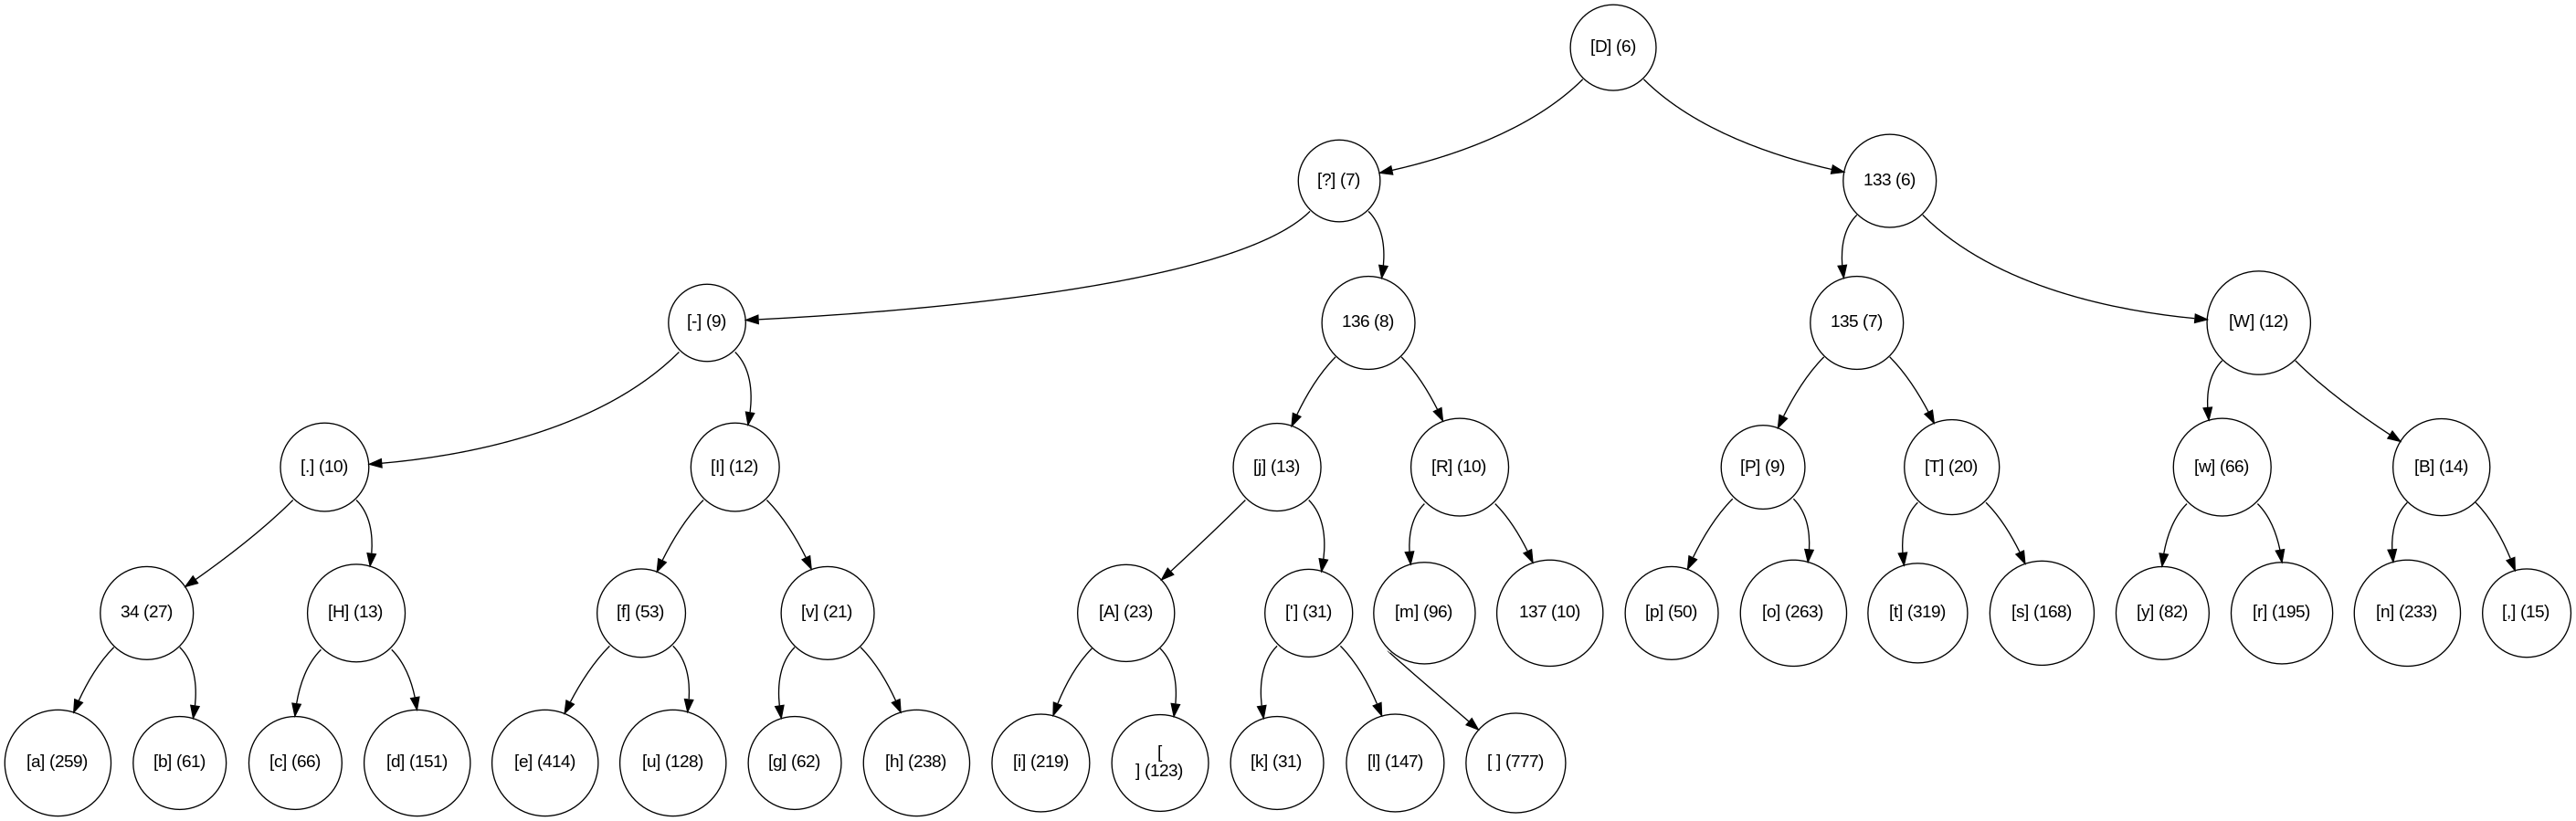 [D] (6)
[?] (7)
133 (6)
[-] (9)
136 (8)
135 (7)
[W] (12)
[.] (10)
[I] (12)
[j] (13)
[R] (10)
[P] (9)
[T] (20)
[w] (66)
[B] (14)
34 (27)
[H] (13)
[f] (53)
[v] (21)
[A] (23)
['] (31)
[m] (96)
137 (10)
[p] (50)
[o] (263)
[t] (319)
[s] (168)
[y] (82)
[r] (195)
[n] (233)
[,] (15)
[a] (259)
[b] (61)
[c] (66)
[d] (151)
[e] (414)
[u] (128)
[g] (62)
[h] (238)
[i] (219)
[
] (123)
[k] (31)
[l] (147)
[ ] (777)